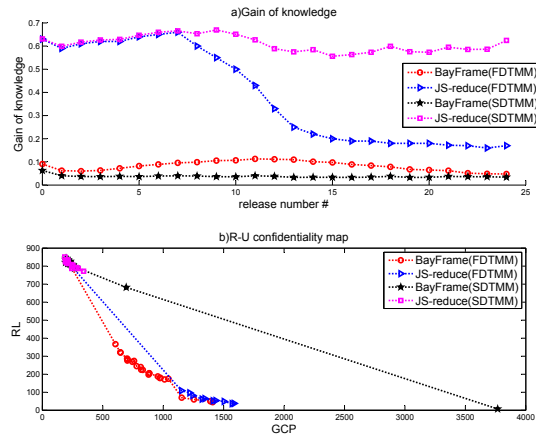 a)Gain of knowledge
0.7
0.6
0.5
0.4
0.3
0.2
0.1
0
Gain of knowledge
BayFrame(FDTMM)
JS-reduce(FDTMM)
BayFrame(SDTMM)
JS-reduce(SDTMM)
0 5 10 15 20 25
release number #
b)R-U confidentiality map
900
800
700
600
500
400
300
200
100
0
RL
BayFrame(FDTMM)
JS-reduce(FDTMM)
BayFrame(SDTMM)
JS-reduce(SDTMM)
0 500 1000 1500 2000 2500 3000 3500 4000
GCP